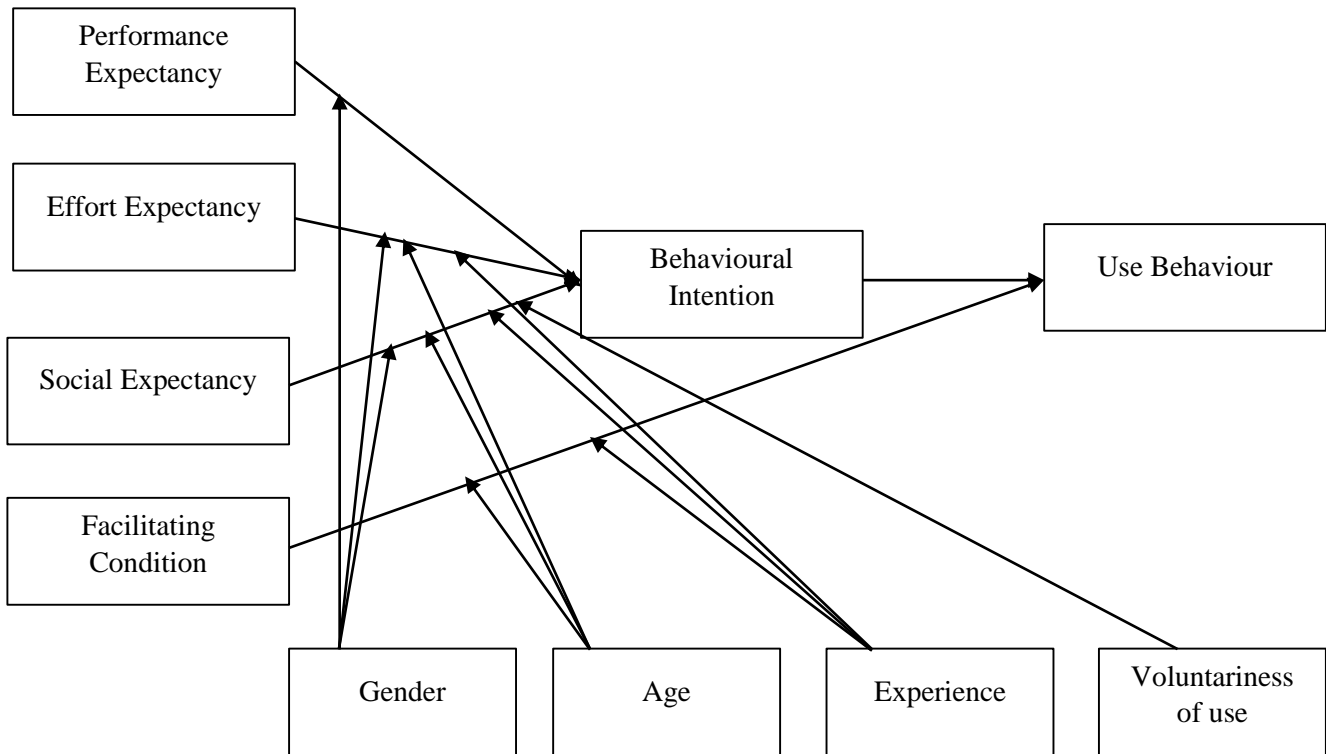 Performance
Expectancy
Effort Expectancy
Behavioural
Intention
Use Behaviour
Social Expectancy
Facilitating
Condition
Gender
Age
Experience
Voluntariness
of use